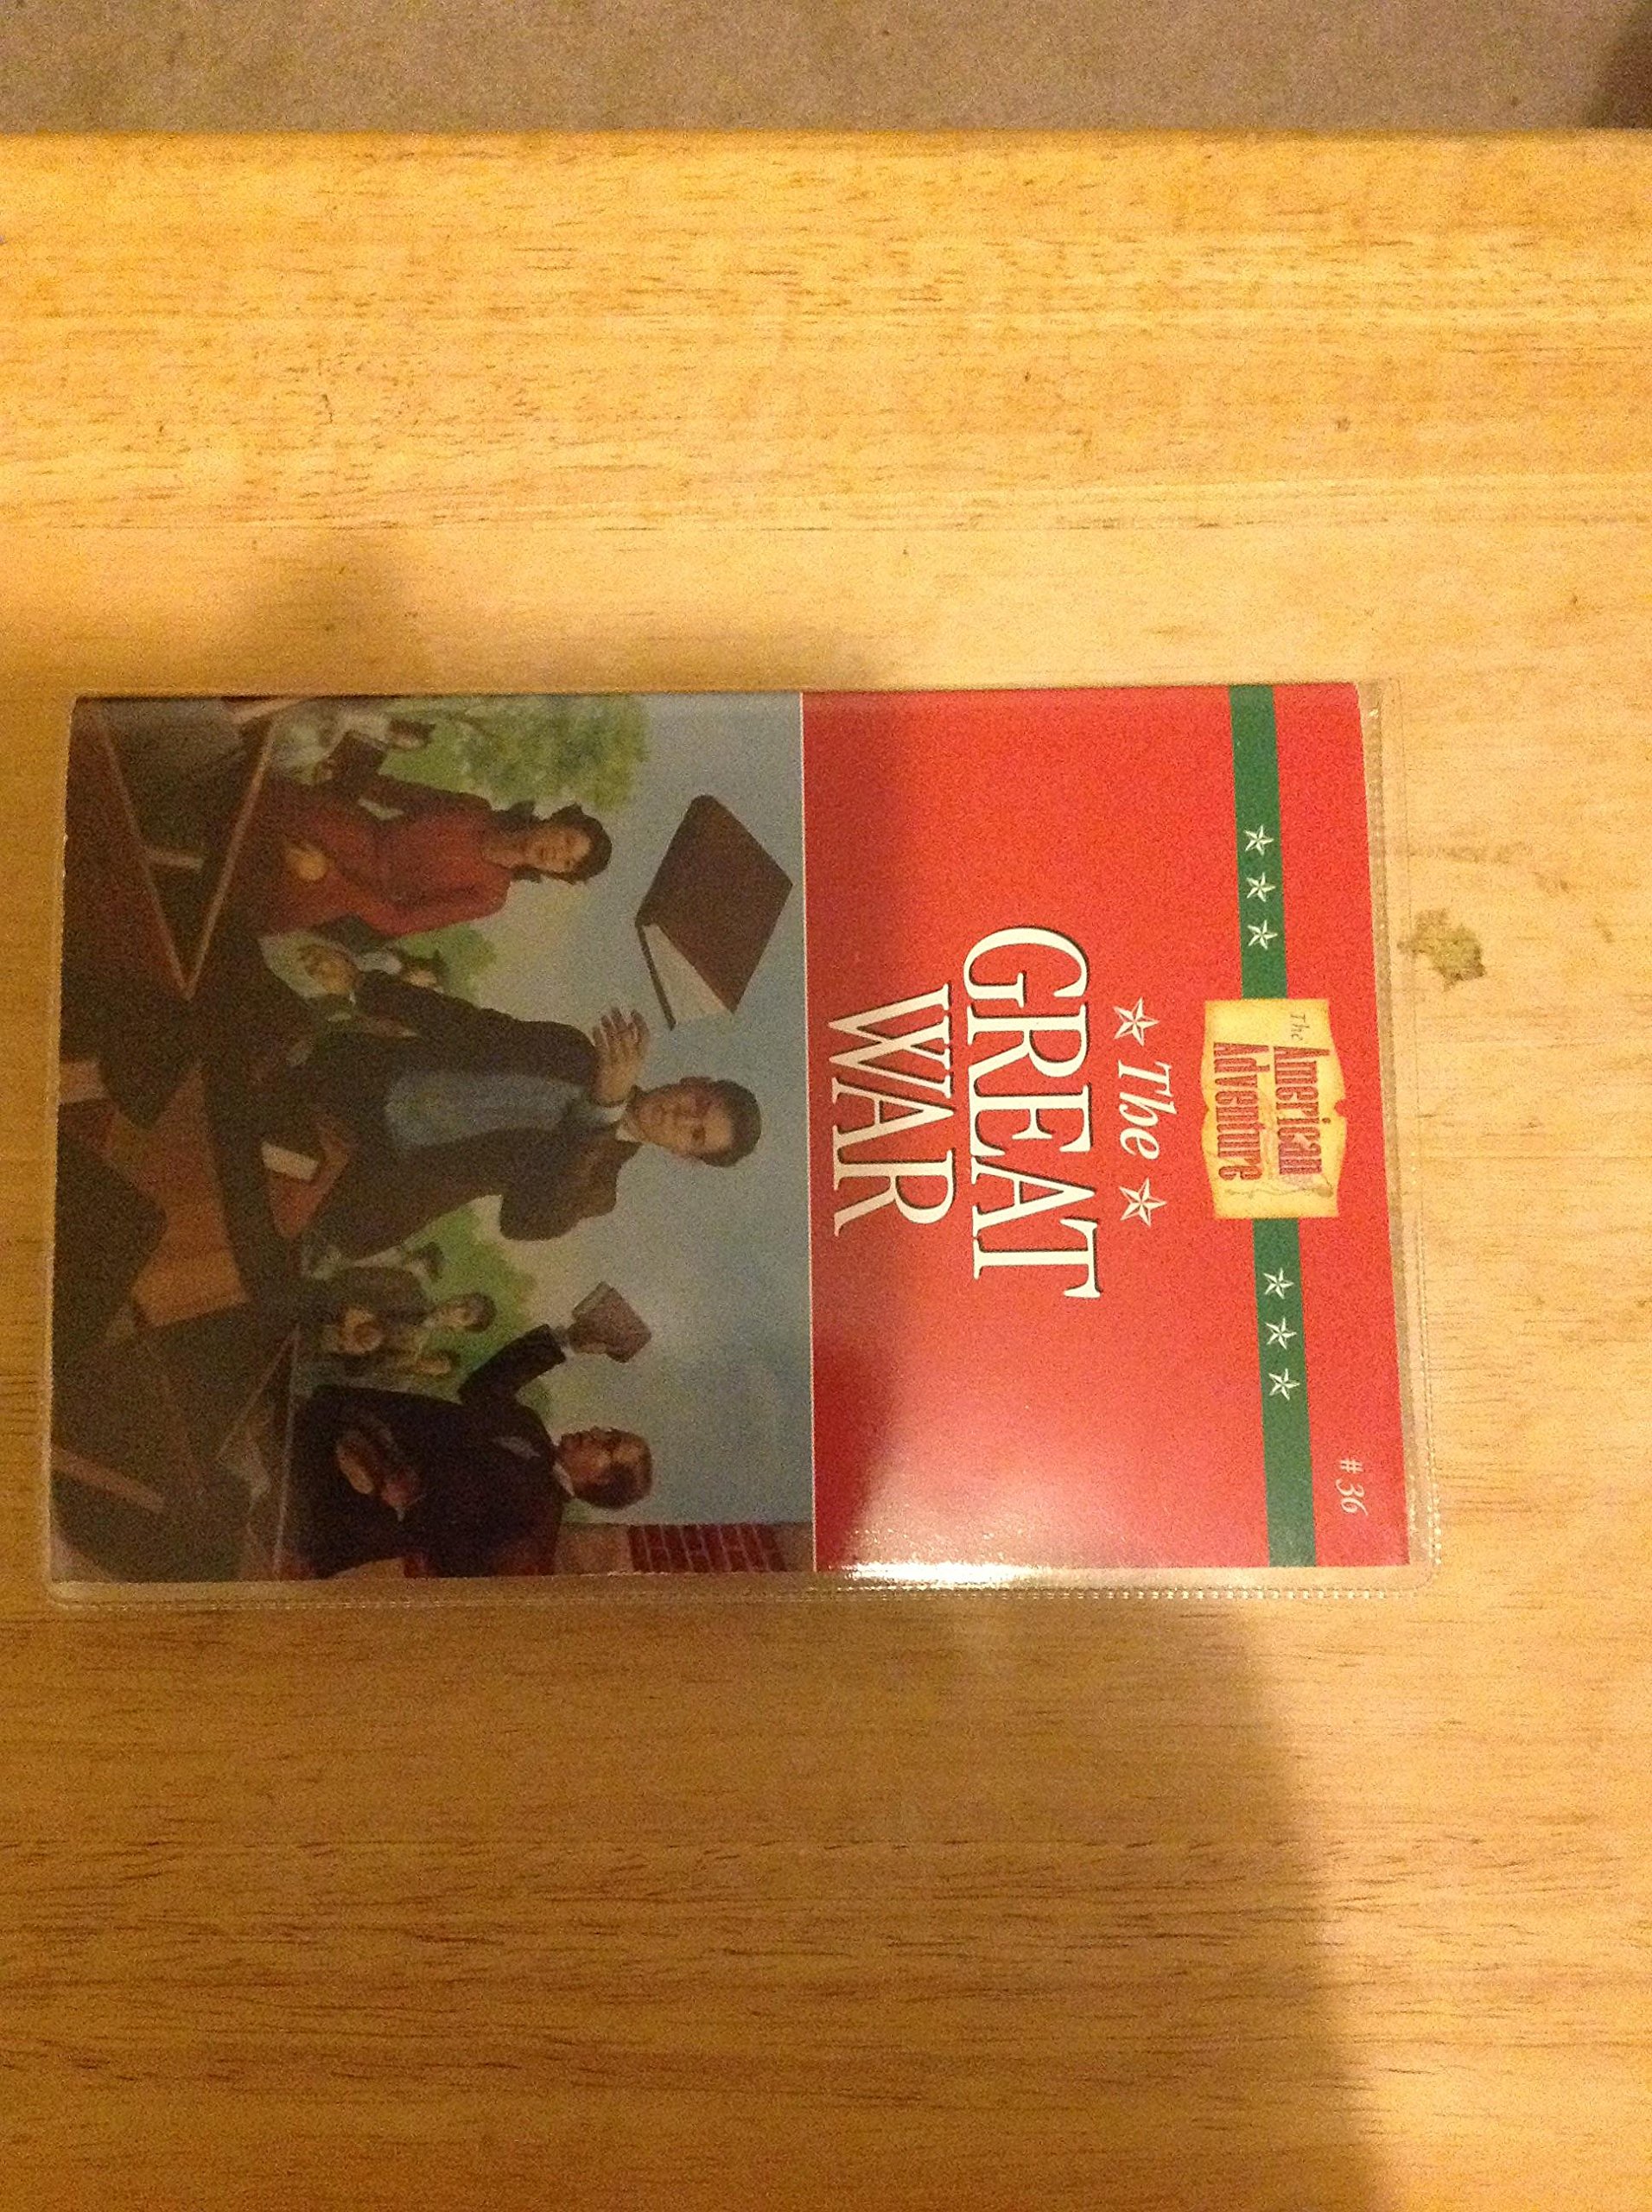 #36
The American
Adventure
The
GREAT
WAR